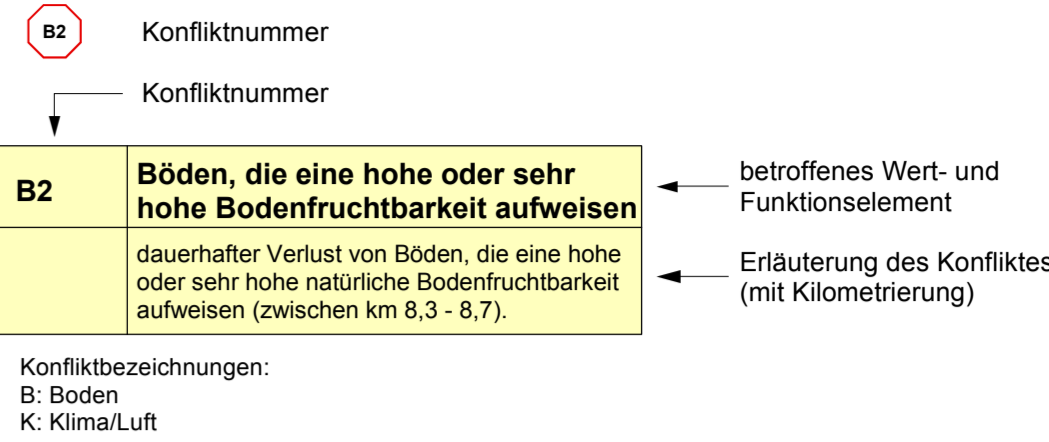 B2 Konfliktnummer
Konfliktnummer
B2
Böden, die eine hohe oder sehr
hohe Bodenfruchtbarkeit aufweisen
betroffenes Wert- und
Funktionselement
dauerhafter Verlust von Böden, die eine hohe
oder sehr hohe natürliche Bodenfruchtbarkeit
aufweisen (zwischen km 8,3 - 8,7).
Erläuterung des Konfliktes
(mit Kilometrierung)
Konfliktbezeichnungen:
B: Boden
K: Klima/Luft